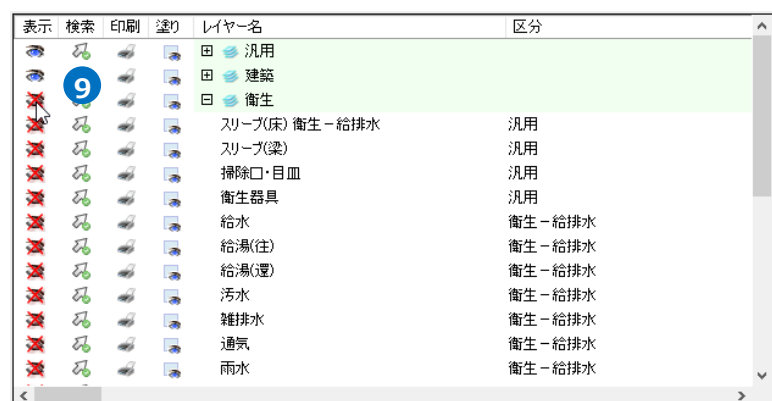 表示 検索 印刷 塗り レイヤー名 区分
汎用
建築
9
衛生
スリーブ(床) 衛生－給排水 汎用
スリーブ(梁) 汎用
掃除口・目皿 汎用
衛生器具 汎用
給水 衛生－給排水
給湯(往) 衛生－給排水
給湯(還) 衛生－給排水
汚水 衛生－給排水
雑排水 衛生－給排水
通気 衛生－給排水
雨水 衛生－給排水